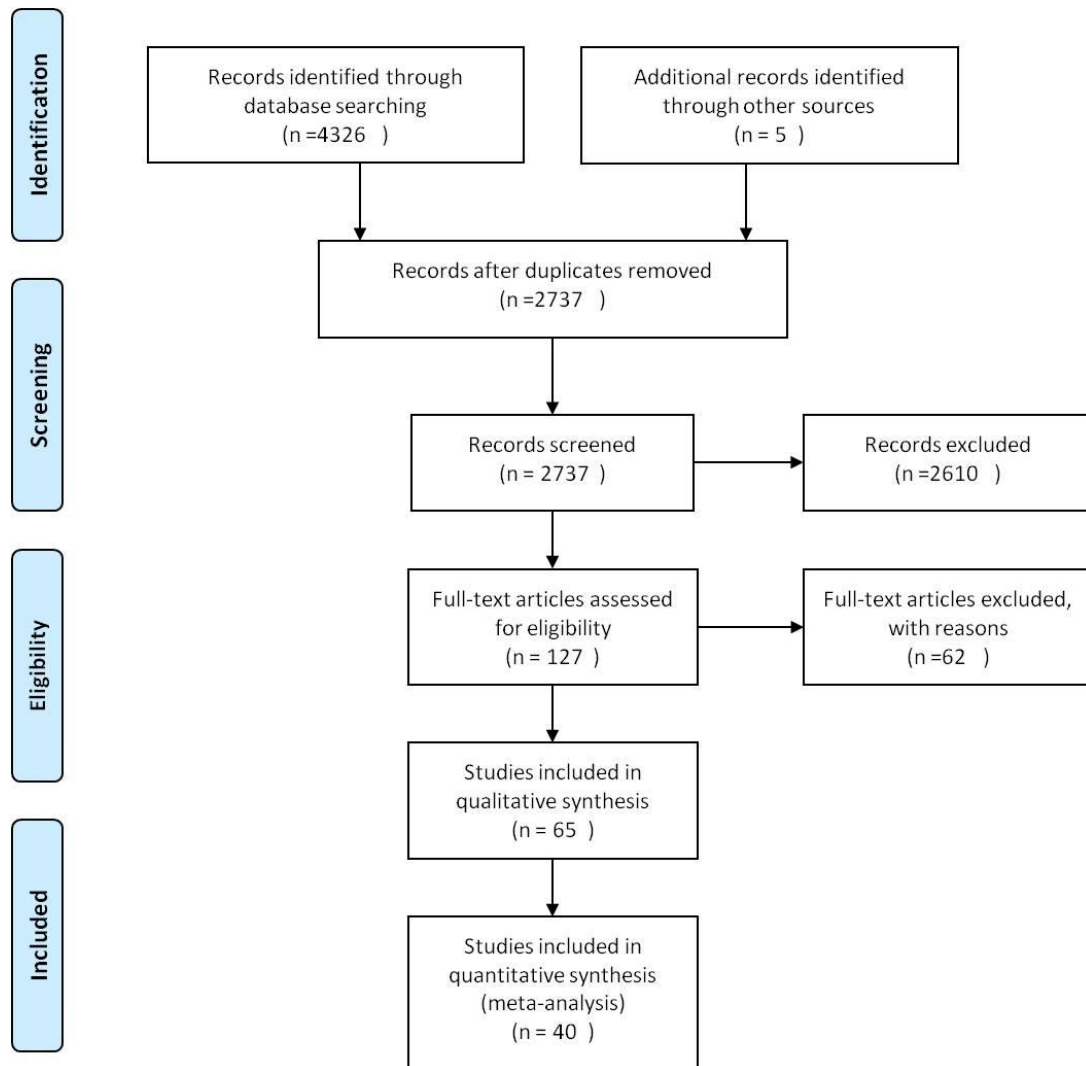 Identification
Records identified through
database searching
(n =4326   )
Additional records identified
through other sources
(n = 5   )
Records after duplicates removed
(n =2737   )
Screening
Records screened
(n = 2737  )
Records excluded
(n =2610   )
Eligibility
Full-text articles assessed
for eligibility
(n = 127  )
Full-text articles excluded,
with reasons
(n =62   )
Studies included in
qualitative synthesis
(n = 65   )
Included
Studies included in
quantitative synthesis
(meta-analysis)
(n = 40   )